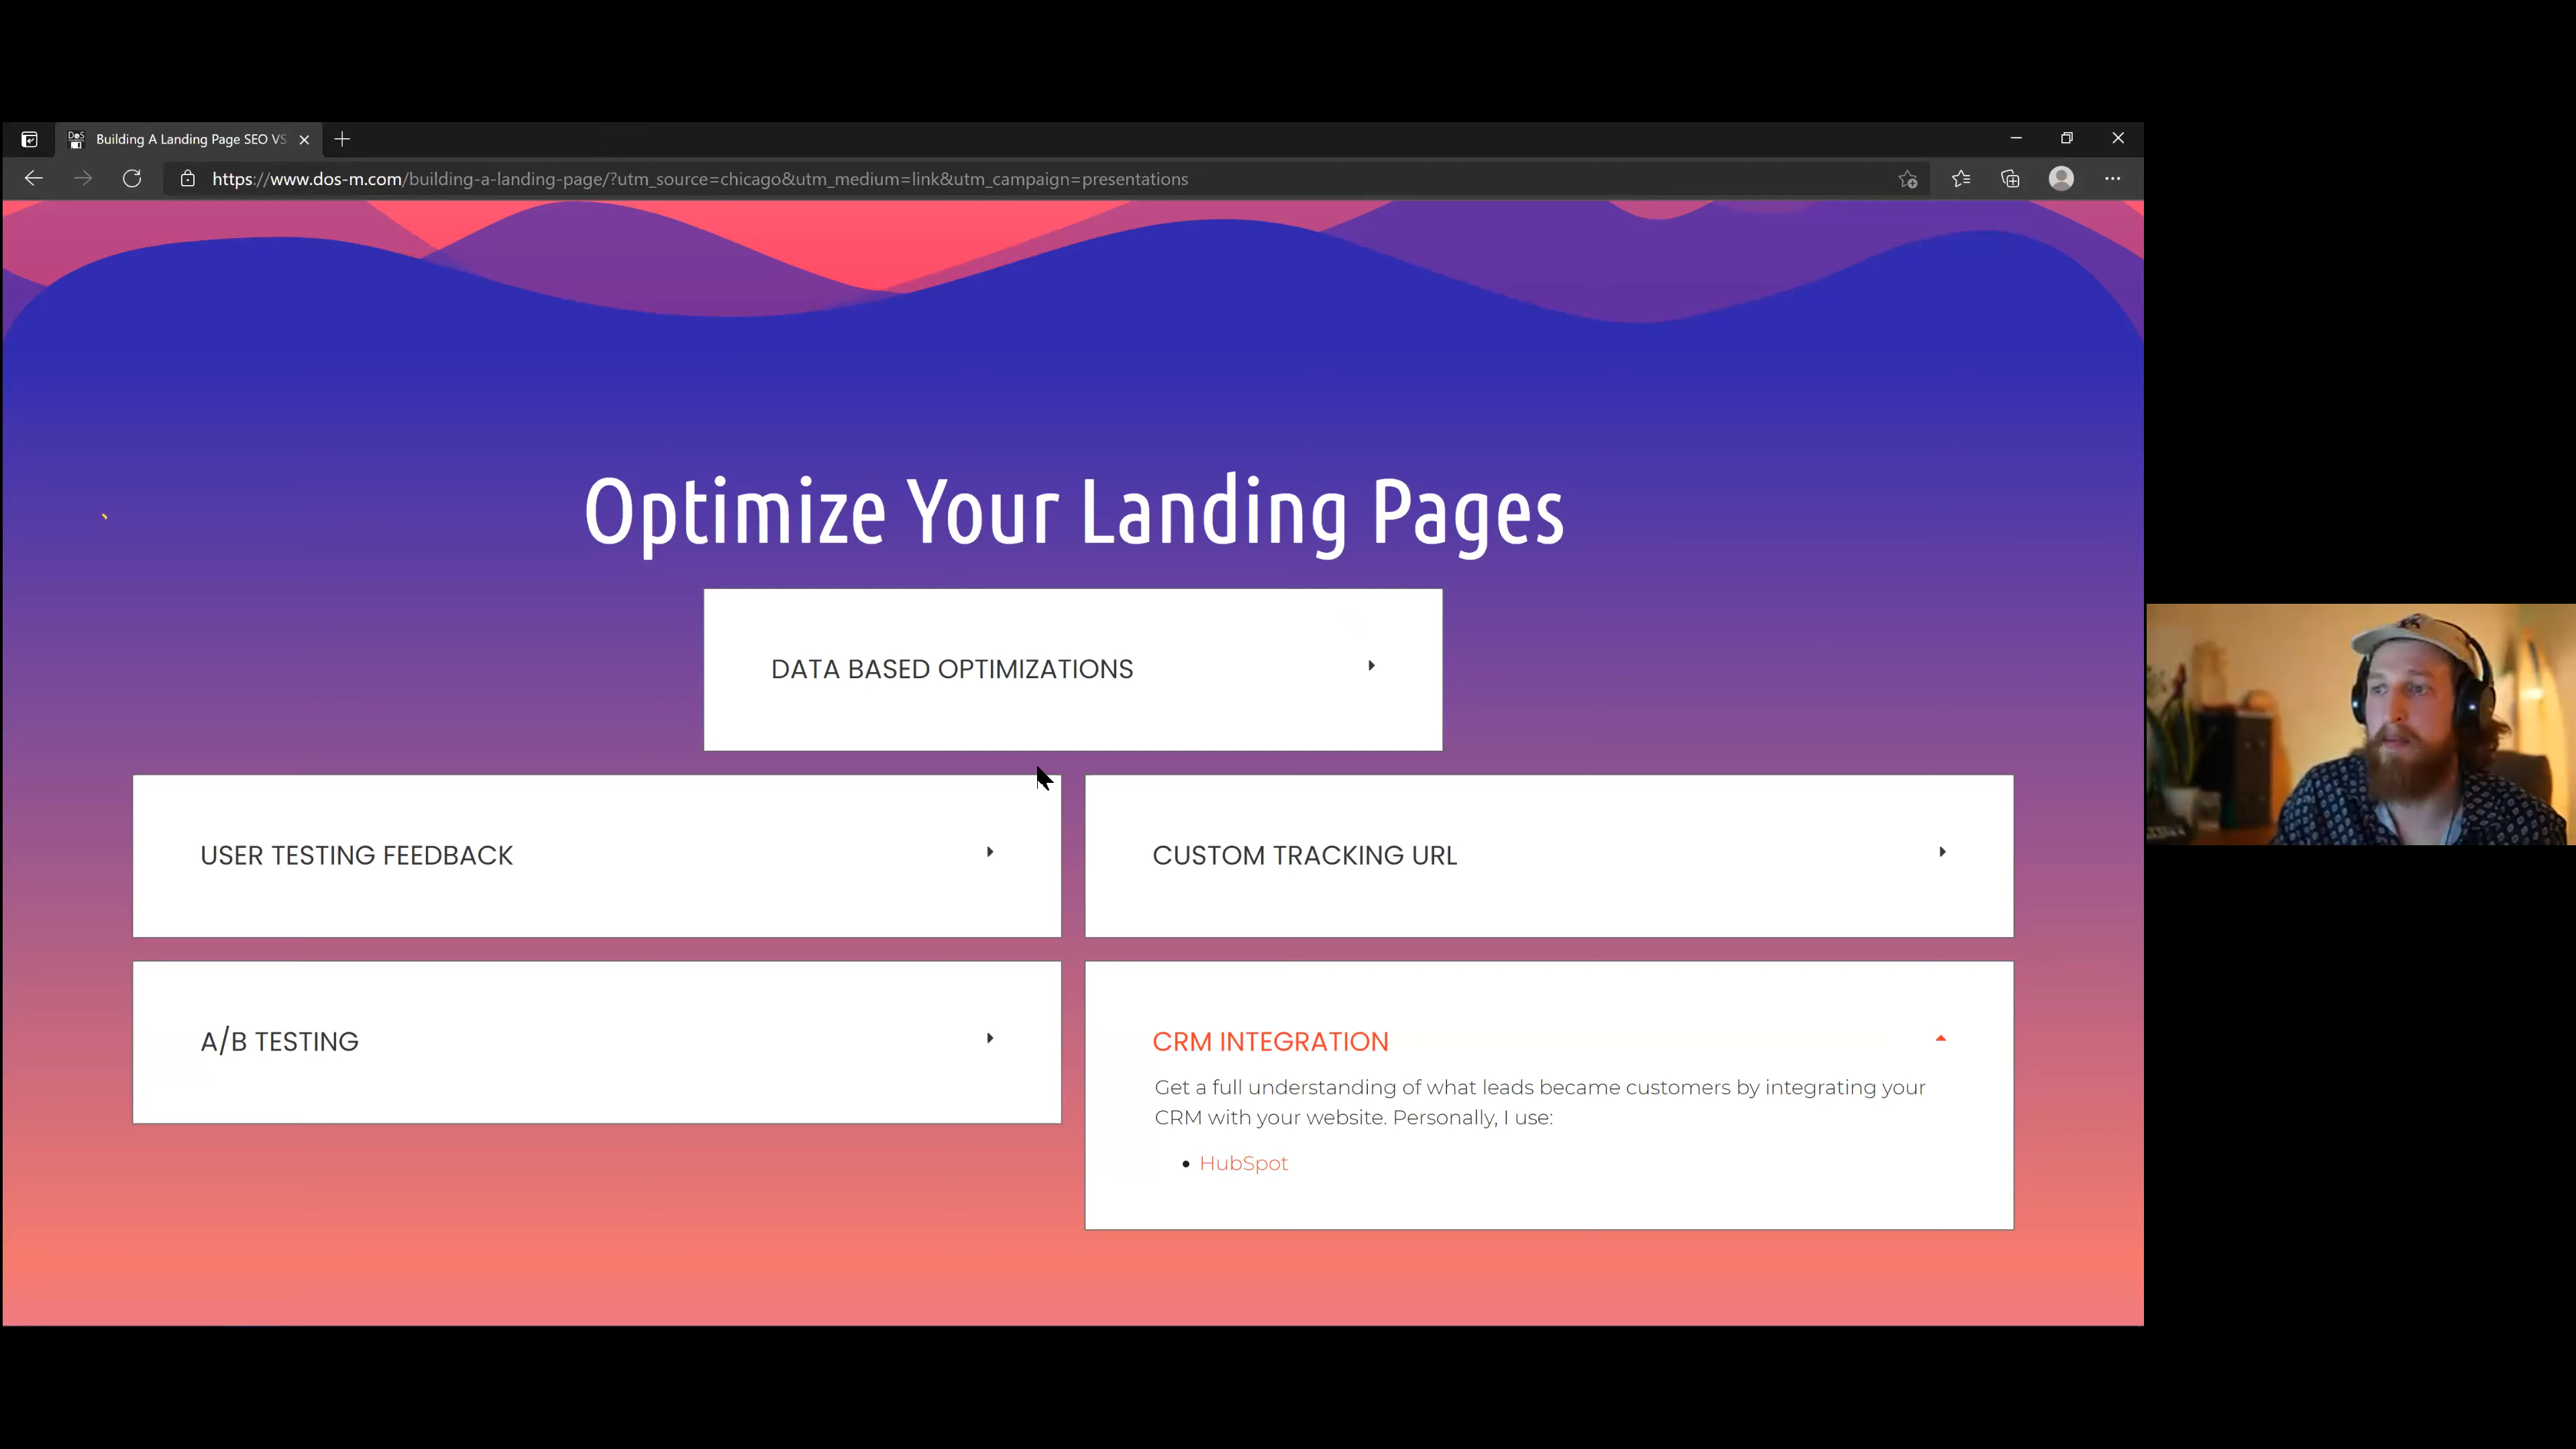 Building A Landing Page SEO VS
https://www.dos-m.com/building-a-landing-page/?utm_source=chicago&utm_medium=link&utm_campaign=presentations
Optimize Your Landing Pages
DATA BASED OPTIMIZATIONS
USER TESTING FEEDBACK
CUSTOM TRACKING URL
A/B TESTING
CRM INTEGRATION
Get a full understanding of what leads became customers by integrating your
CRM with your website. Personally, I use:
• HubSpot